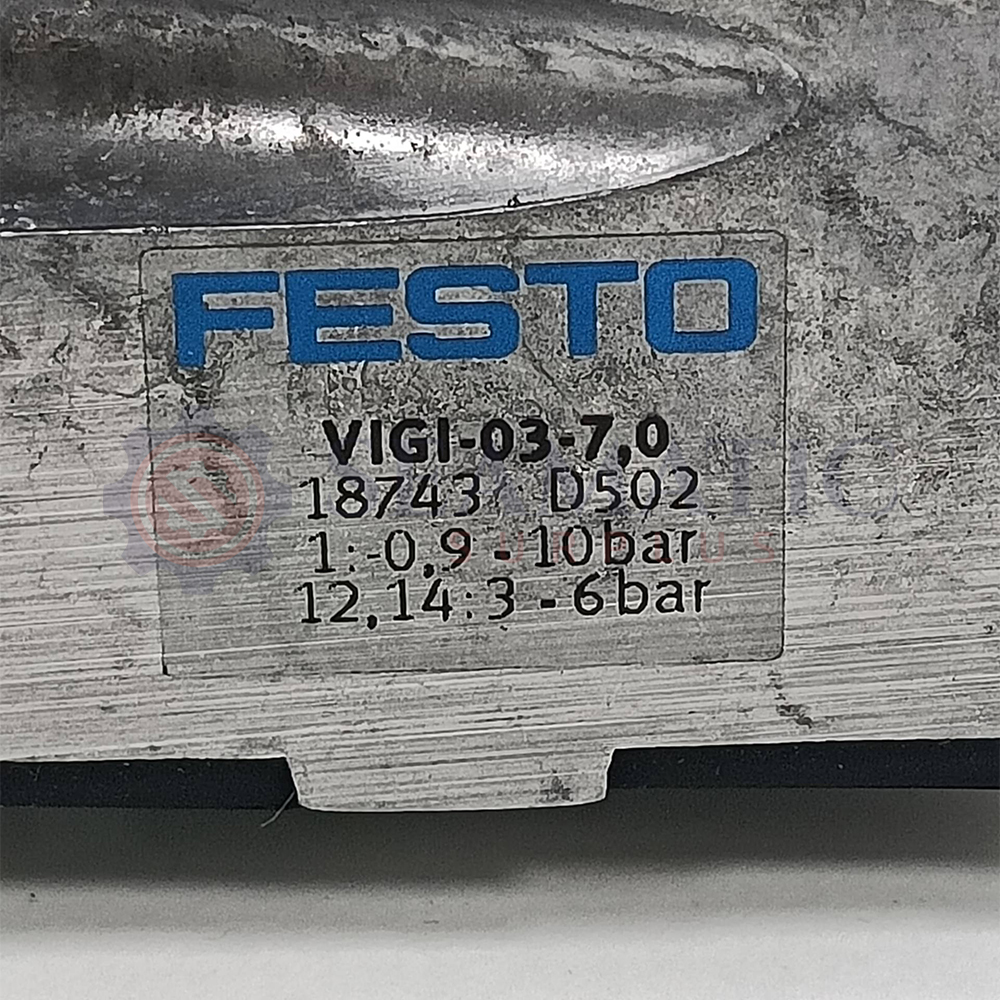 FESTO
VIGI-03-7,0
18743 D502
1:-0,9 - 10bar
12,14:3 - 6bar